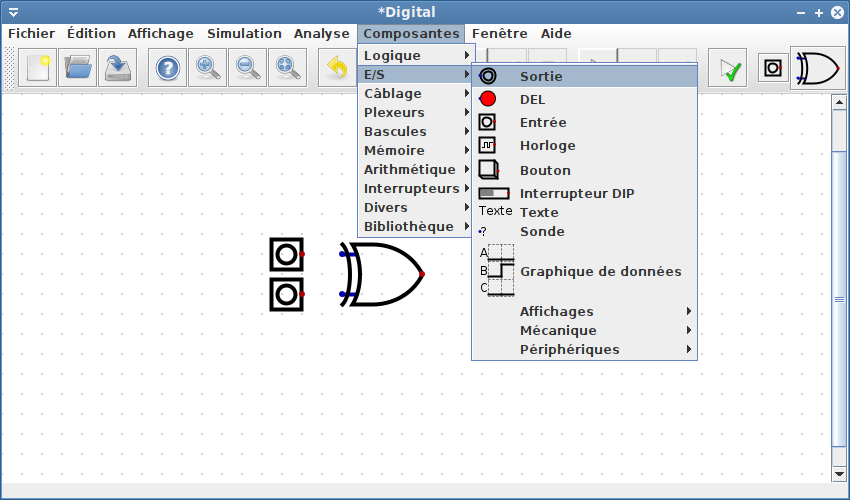 *Digital
Fichier Édition Affichage Simulation Analyse Composantes Fenêtre Aide
Logique
E/S
Câblage
Plexeurs
Bascules
Mémoire
Arithmétique
Interrupteurs
Divers
Bibliothèque
Sortie
DEL
Entrée
Horloge
Bouton
Interrupteur DIP
Texte Texte
? Sonde
A
B Graphique de données
C
Affichages
Mécanique
Périphériques